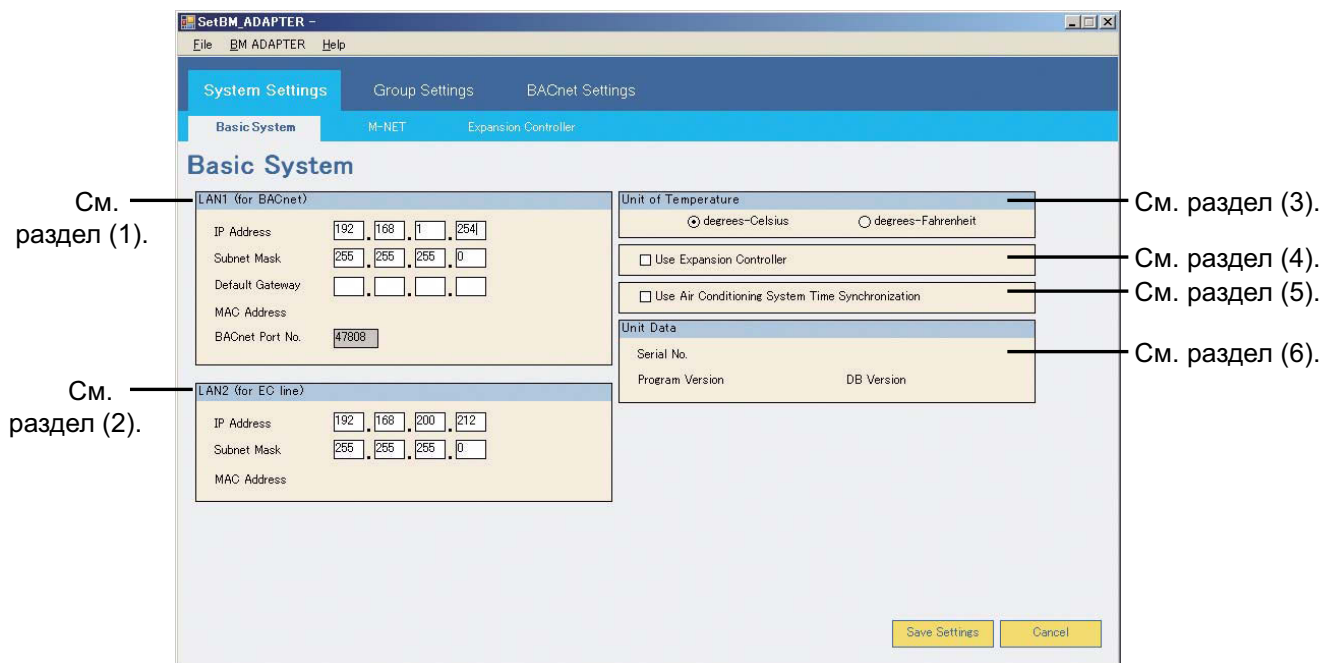 SetBM_ADAPTER –
File BM ADAPTER Help
System Settings Group Settings BACnet Settings
Basic System M-NET Expansion Controller
Basic System
См. раздел (1).
LAN1 (for BACnet)
IP Address 192 . 168 . 1 . 254
Subnet Mask 255 . 255 . 255 . 0
Default Gateway . . .
MAC Address
BACnet Port No. 47808
См. раздел (2).
LAN2 (for EC line)
IP Address 192 . 168 . 200 . 212
Subnet Mask 255 . 255 . 255 . 0
MAC Address
Unit of Temperature
degrees-Celsius degrees-Fahrenheit
См. раздел (3).
Use Expansion Controller
См. раздел (4).
Use Air Conditioning System Time Synchronization
См. раздел (5).
Unit Data
Serial No.
См. раздел (6).
Program Version DB Version
Save Settings Cancel